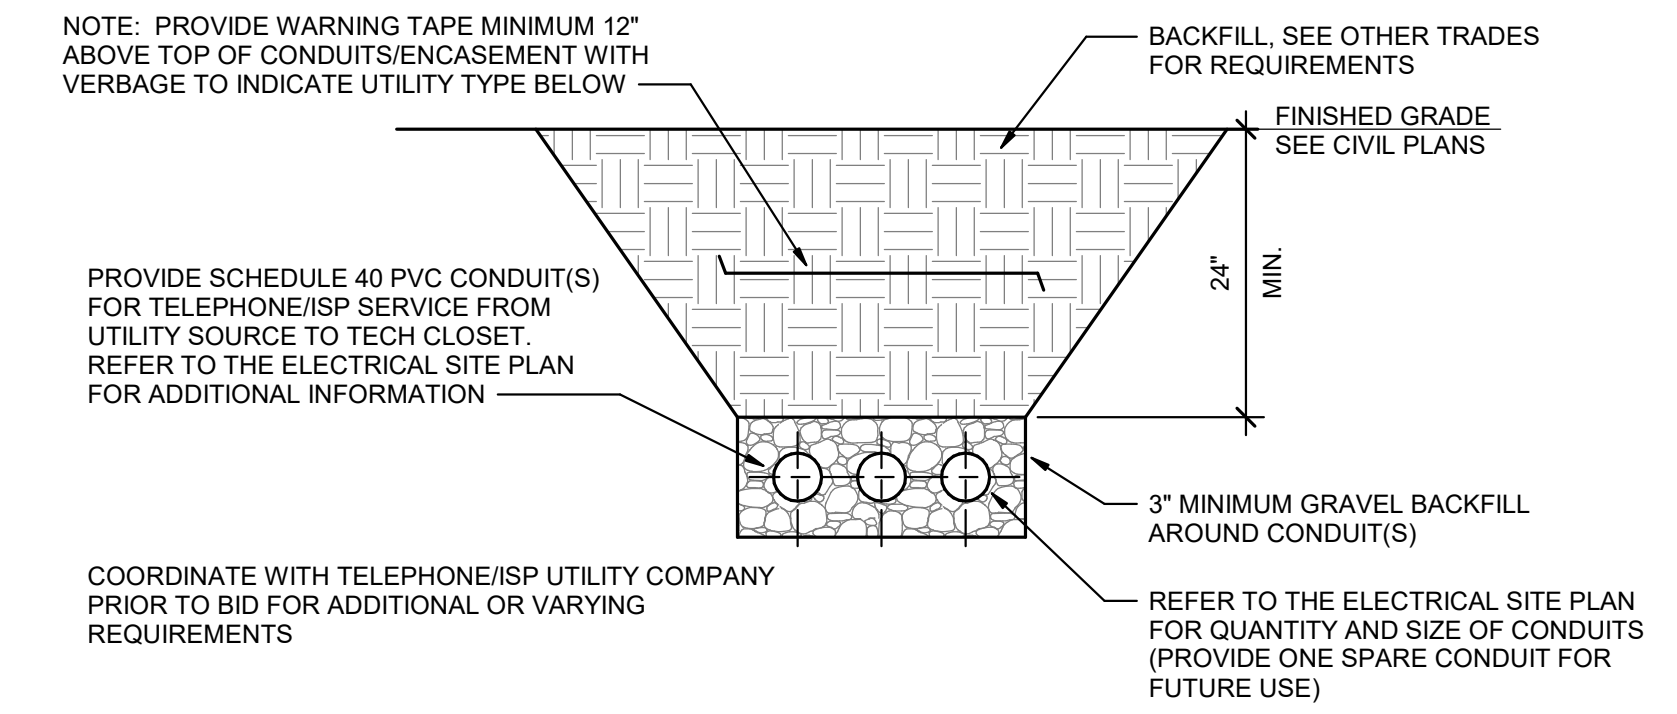 NOTE:  PROVIDE WARNING TAPE MINIMUM 12"
ABOVE TOP OF CONDUITS/ENCASEMENT WITH
VERBAGE TO INDICATE UTILITY TYPE BELOW
BACKFILL, SEE OTHER TRADES
FOR REQUIREMENTS
FINISHED GRADE
SEE CIVIL PLANS
24"
MIN.
PROVIDE SCHEDULE 40 PVC CONDUIT(S)
FOR TELEPHONE/ISP SERVICE FROM
UTILITY SOURCE TO TECH CLOSET.
REFER TO THE ELECTRICAL SITE PLAN
FOR ADDITIONAL INFORMATION
3" MINIMUM GRAVEL BACKFILL
AROUND CONDUIT(S)
COORDINATE WITH TELEPHONE/ISP UTILITY COMPANY
PRIOR TO BID FOR ADDITIONAL OR VARYING
REQUIREMENTS
REFER TO THE ELECTRICAL SITE PLAN
FOR QUANTITY AND SIZE OF CONDUITS
(PROVIDE ONE SPARE CONDUIT FOR
FUTURE USE)